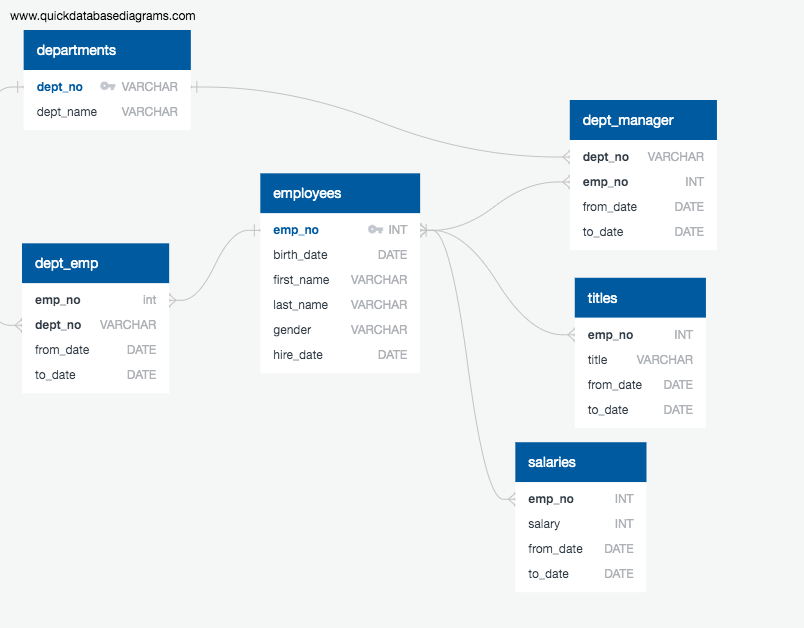 www.quickdatabasediagrams.com
departments
dept_no VARCHAR
dept_name VARCHAR
dept_manager
dept_no VARCHAR
emp_no INT
from_date DATE
to_date DATE
employees
emp_no INT
birth_date DATE
first_name VARCHAR
last_name VARCHAR
gender VARCHAR
hire_date DATE
dept_emp
emp_no int
dept_no VARCHAR
from_date DATE
to_date DATE
titles
emp_no INT
title VARCHAR
from_date DATE
to_date DATE
salaries
emp_no INT
salary INT
from_date DATE
to_date DATE